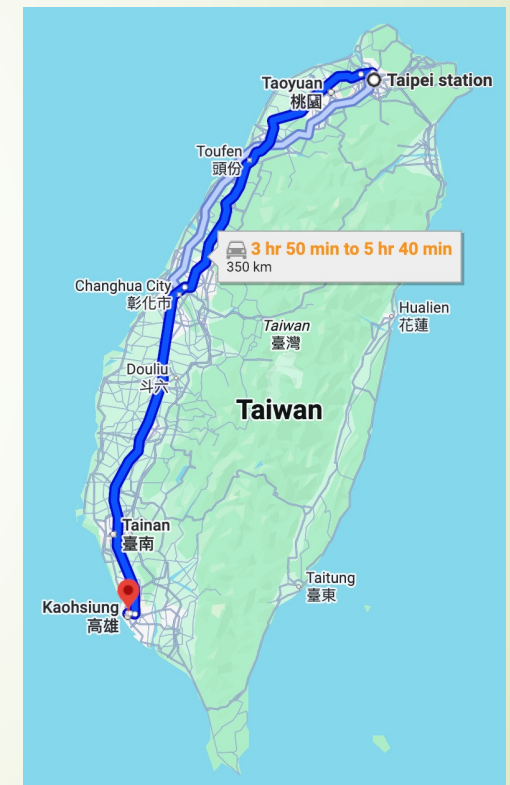 Taipei station
Taoyuan
桃園
Toufen
頭份
3 hr 50 min to 5 hr 40 min
350 km
Changhua City
彰化市
Hualien
花蓮
Taiwan
臺灣
Douliu
斗六
Taiwan
Tainan
臺南
Taitung
臺東
Kaohsiung
高雄